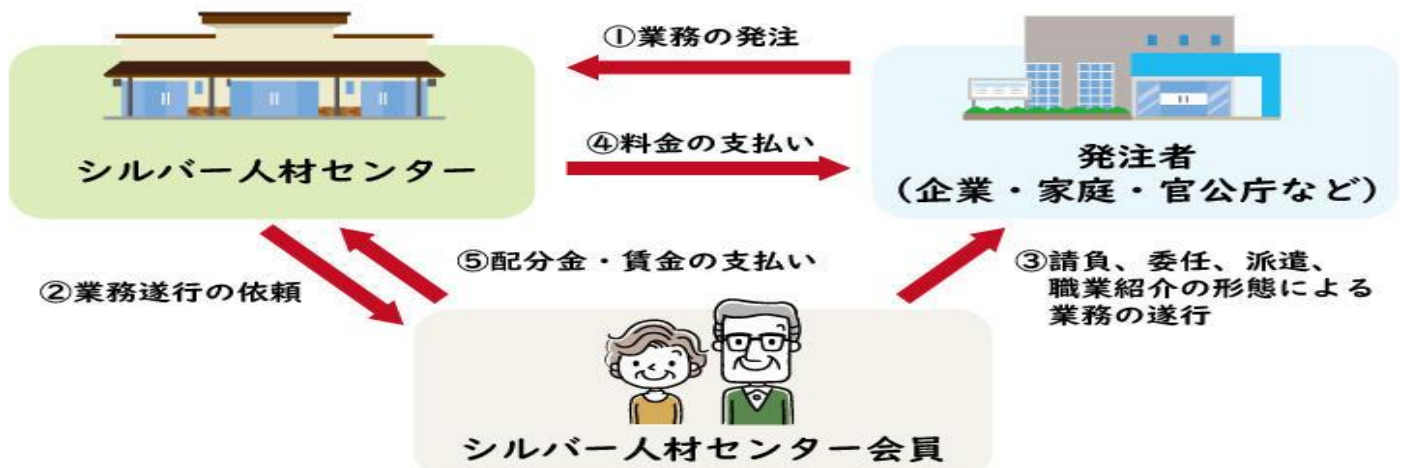 ①業務の発注
④料金の支払い
シルバー人材センター
発注者
(企業・家庭・官公庁など)
②業務遂行の依頼
⑤配分金・賃金の支払い
③請負、委任、派遣、
職業紹介の形態による
業務の遂行
シルバー人材センター会員